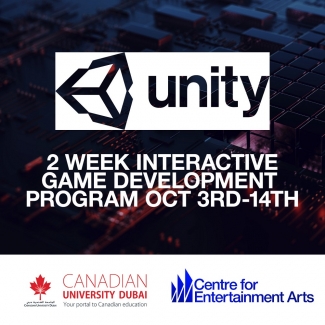 unity
2 WEEK INTERACTIVE
GAME DEVELOPMENT
PROGRAM OCT 3RD-14TH
CANADIAN
UNIVERSITY DUBAI
Your portal to Canadian education
Centre for
Entertainment Arts